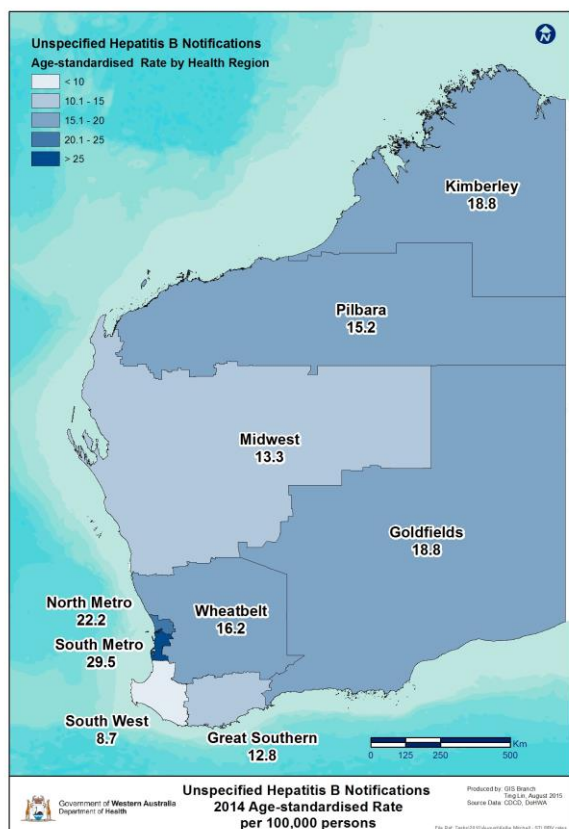 Unspecified Hepatitis B Notifications
Age-standardised Rate by Health Region
< 10
10.1 - 15
15.1 - 20
20.1 - 25
> 25
N
Kimberley
18.8
Pilbara
15.2
Midwest
13.3
Goldfields
18.8
North Metro
22.2
Wheatbelt
16.2
South Metro
29.5
South West
8.7
Great Southern
12.8
Km
0 125 250 500
Government of Western Australia
Department of Health
Unspecified Hepatitis B Notifications
2014 Age-standardised Rate
per 100,000 persons
Produced by: GIS Branch
Ting Lin, August 2015
Source Data: CDCD, DoHWA